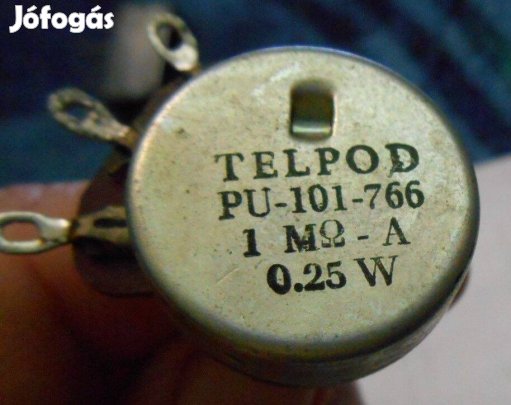 Jófogás
TELPOD
PU-101-766
1 MΩ - A
0.25 W